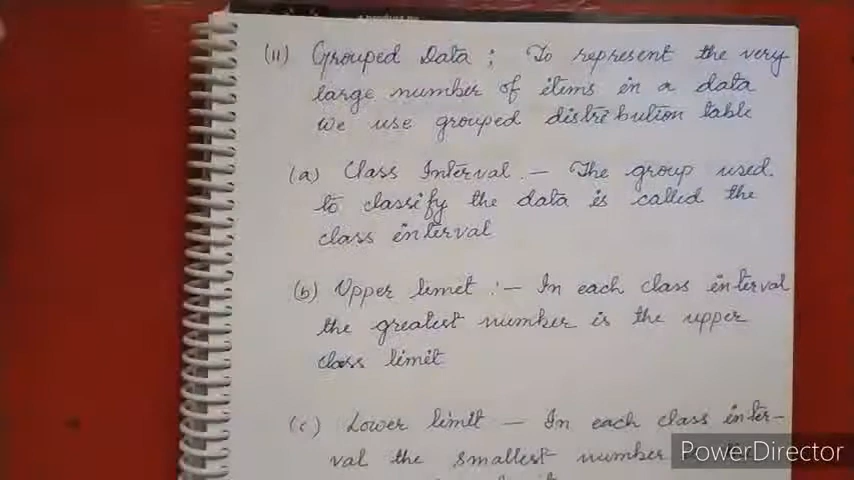 (ii) Grouped Data ; To represent the very
large number of items in a data
we use grouped distribution table
(a) Class Interval – The group used
to classify the data is called the
class interval
(b) Upper limit :– In each class interval
the greatest number is the upper
class limit
(c) Lower limit – In each class inter-
val the smallest number
PowerDirector